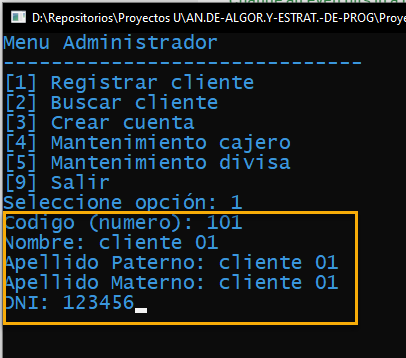 D:\Repositorios\Proyectos U\AN.DE-ALGOR.Y-ESTRAT.-DE-PROG\Proye
Menu Administrador
------------------------------
[1] Registrar cliente
[2] Buscar cliente
[3] Crear cuenta
[4] Mantenimiento cajero
[5] Mantenimiento divisa
[9] Salir
Seleccione opción: 1
Codigo (numero): 101
Nombre: cliente 01
Apellido Paterno: cliente 01
Apellido Materno: cliente 01
DNI: 123456